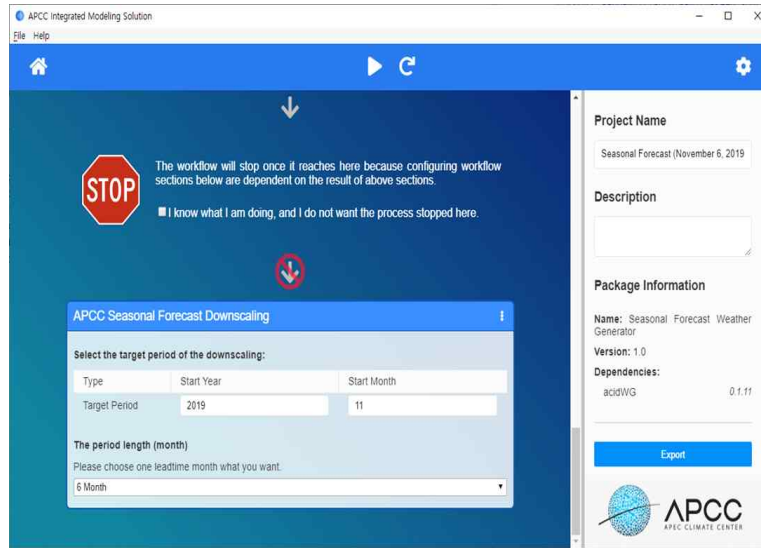 APCC Integrated Modeling Solution
File Help
STOP
The workflow will stop once it reaches here because configuring workflow
sections below are dependent on the result of above sections.
I know what I am doing, and I do not want the process stopped here.
APCC Seasonal Forecast Downscaling
Select the target period of the downscaling:
Type Start Year Start Month
Target Period 2019 11
The period length (month)
Please choose one leadtime month what you want.
6 Month
Project Name
Seasonal Forecast (November 6, 2019
Description
Package Information
Name: Seasonal Forecast Weather
Generator
Version: 1.0
Dependencies:
acidWG 0.1.11
Export
APCC
APEC CLIMATE CENTER